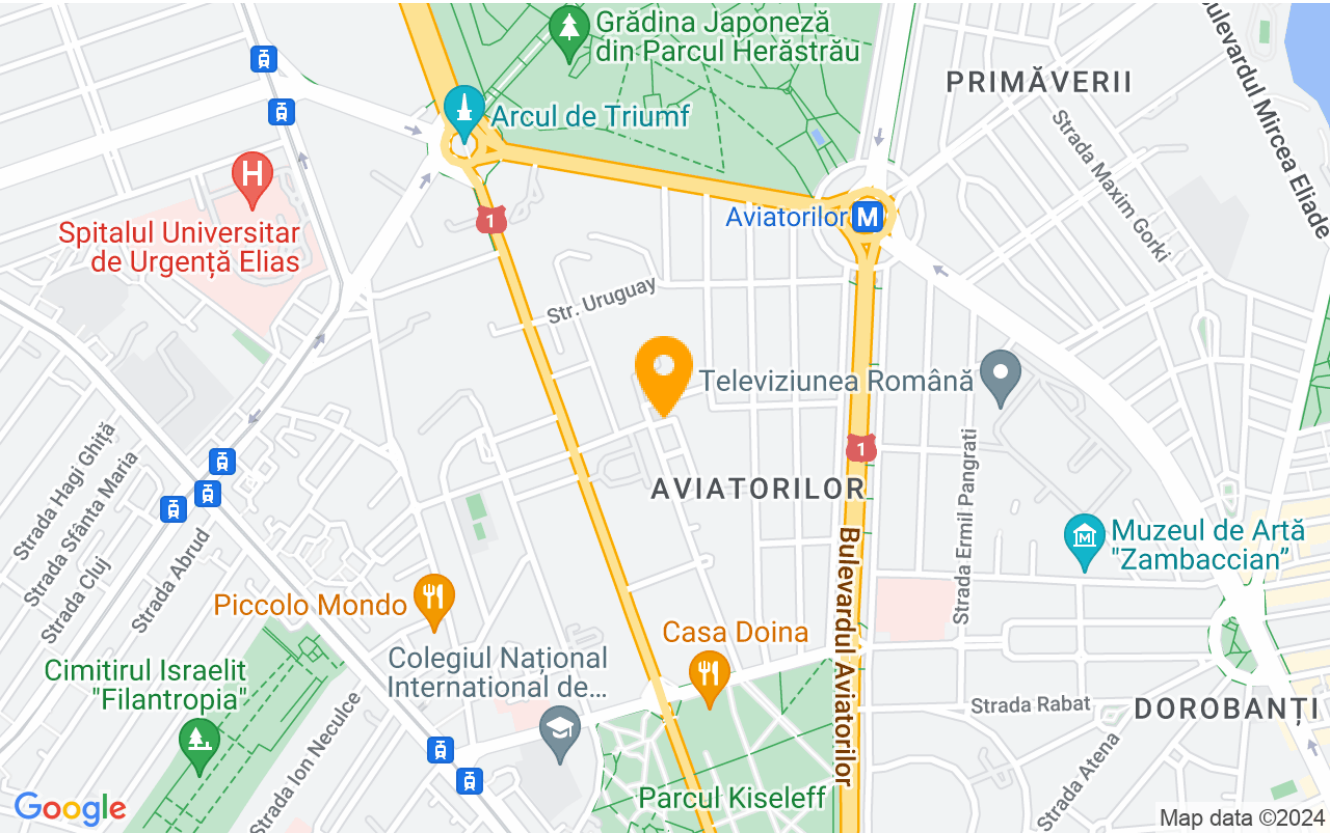 Grădina Japoneză
din Parcul Herăstrău
Bulevardul Mircea Eliade
PRIMĂVERII
Arcul de Triumf
Strada Maxim Gorki
H
Spitalul Universitar
de Urgență Elias
1
Aviatorilor M
Str. Uruguay
Televiziunea Română
1
Strada Hagi Ghiță
Strada Sfânta Maria
Strada Cluj
Strada Abrud
AVIATORILOR
Strada Ermil Pangrati
Bulevardul Aviatorilor
M
Muzeul de Artă
"Zambaccian”
Piccolo Mondo
Casa Doina
Colegiul Național
International de...
Cimitirul Israelit
"Filantropia"
Strada Ion Neculce
Strada Rabat
DOROBANȚI
Strada Atena
Parcul Kiseleff
Google
Map data ©2024